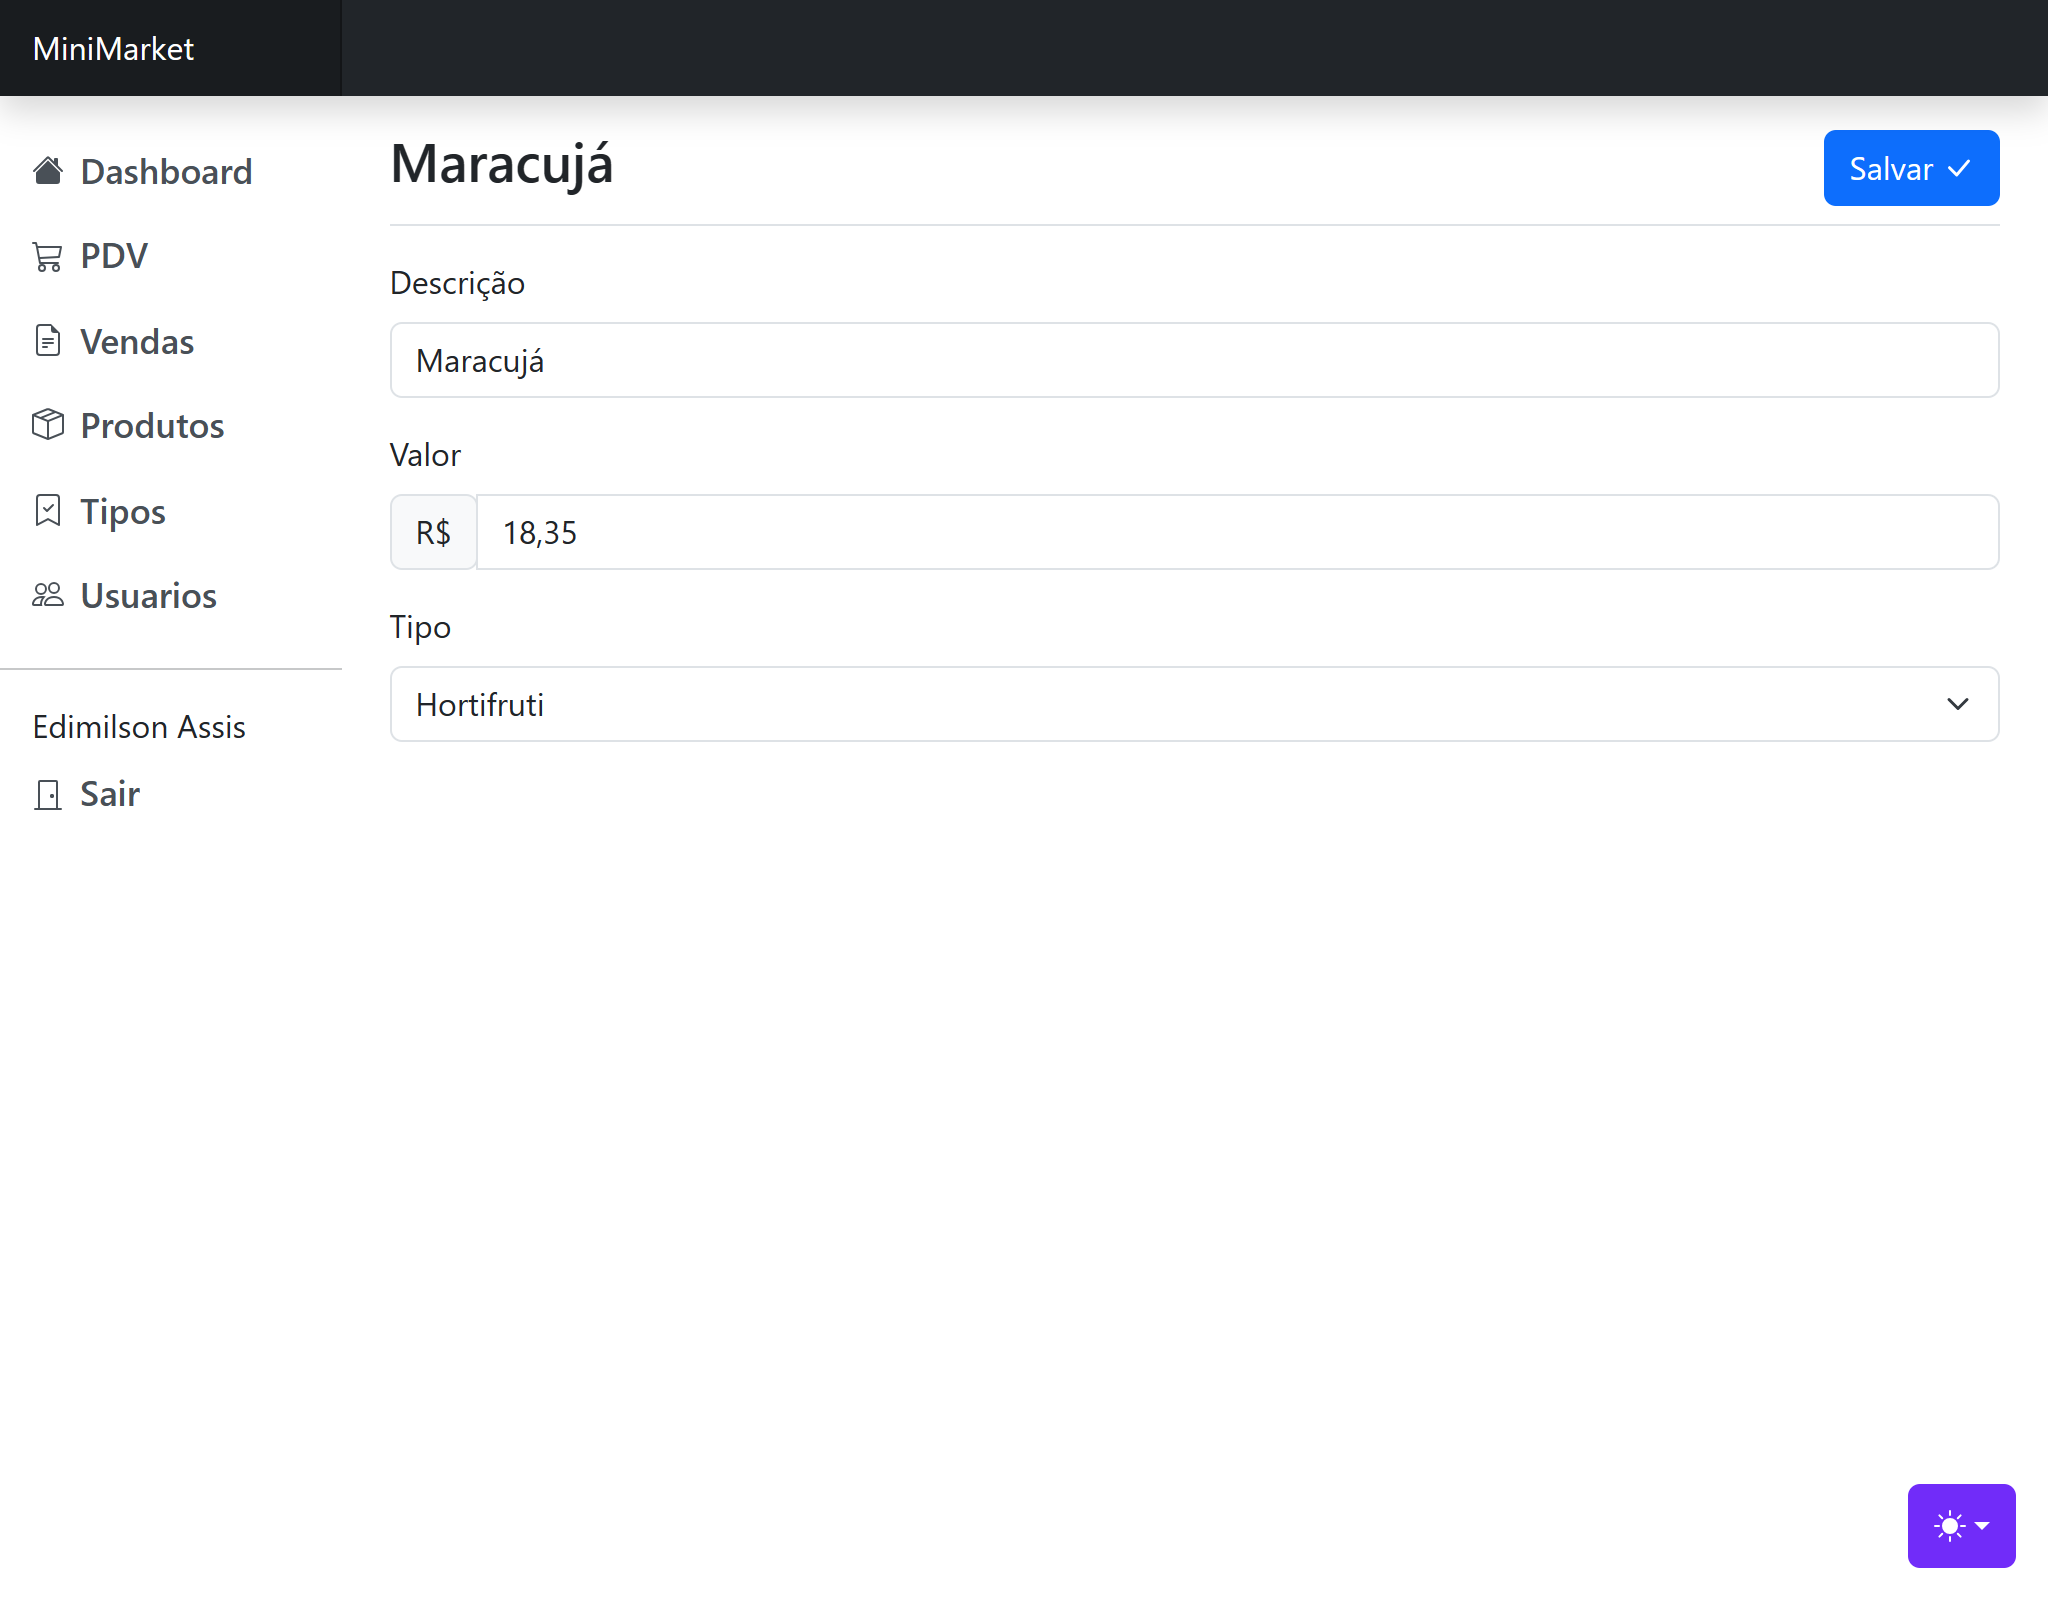 MiniMarket
Dashboard
PDV
Vendas
Produtos
Tipos
Usuarios
Edimilson Assis
Sair
Maracujá
Salvar
Descrição
Maracujá
Valor
R$ 18,35
Tipo
Hortifruti